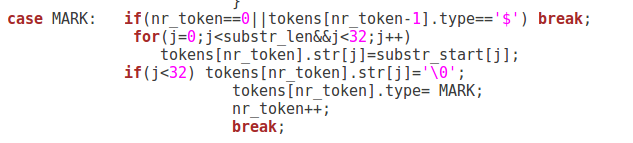 }
case MARK: if(nr_token==0||tokens[nr_token-1].type=='$') break;
for(j=0;j<substr_len&&j<32;j++)
tokens[nr_token].str[j]=substr_start[j];
if(j<32) tokens[nr_token].str[j]='\0';
tokens[nr_token].type= MARK;
nr_token++;
break;